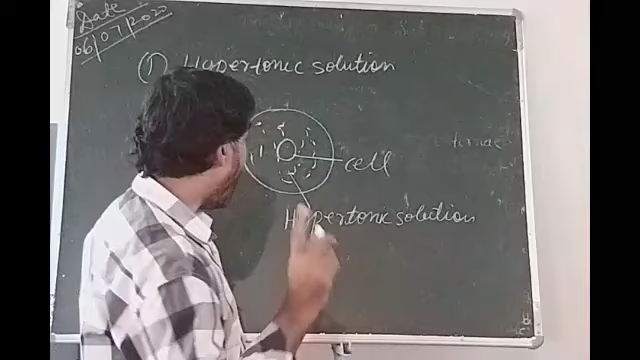 Date
06/07/2020
① Hypertonic solution
cell
Hypertonic solution